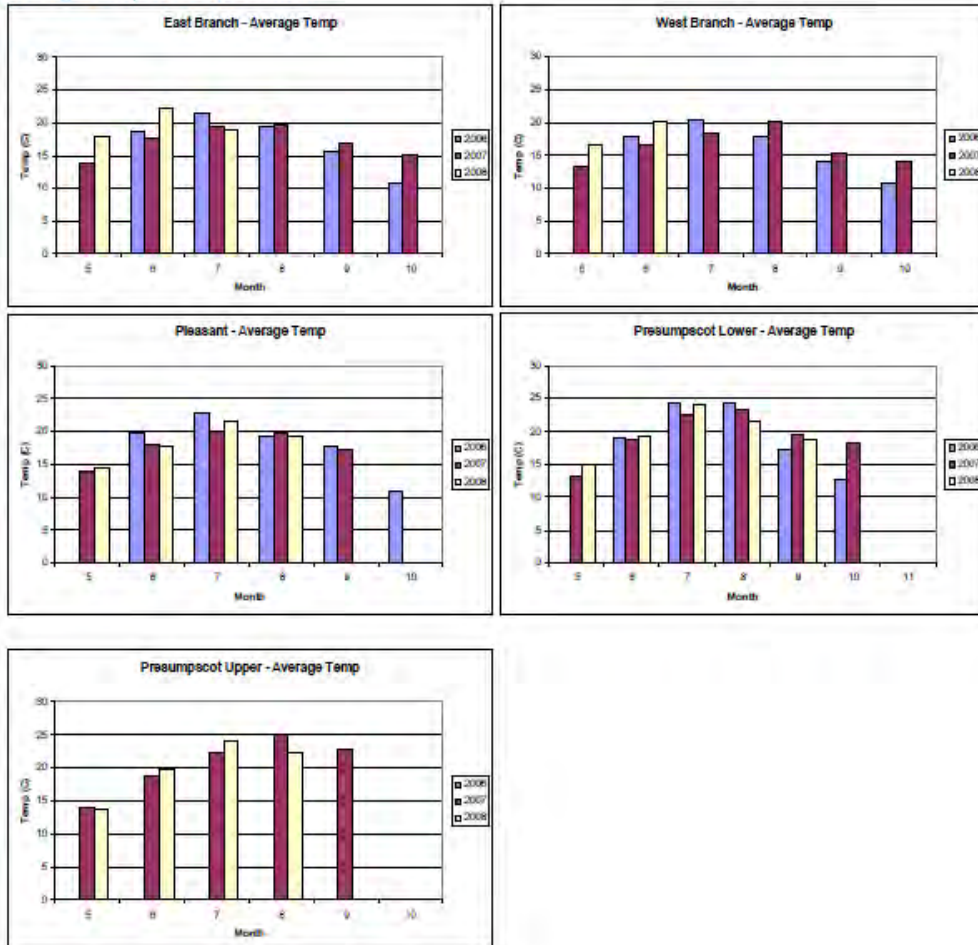 East Branch - Average Temp
30
25
20
15
10
5
0
Temp (C)
5 6 7 8 9 10
Month
2006
2007
2008
West Branch - Average Temp
30
25
20
15
10
5
0
Temp (C)
5 6 7 8 9 10
Month
2006
2007
2008
Pleasant - Average Temp
30
25
20
15
10
5
0
Temp (C)
5 6 7 8 9 10
Month
2006
2007
2008
Presumpscot Lower - Average Temp
30
25
20
15
10
5
0
Temp (C)
5 6 7 8 9 10 11
Month
2006
2007
2008
Presumpscot Upper - Average Temp
30
25
20
15
10
5
0
Temp (C)
5 6 7 8 9 10
Month
2006
2007
2008